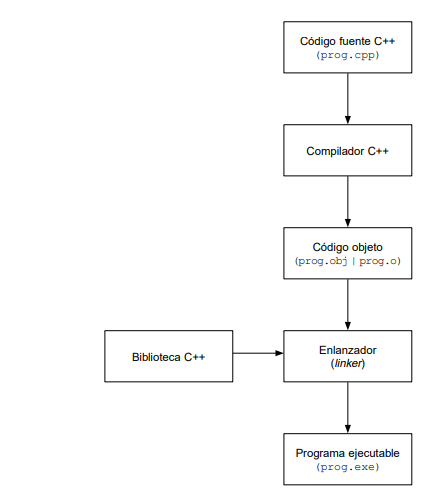 Código fuente C++
(prog.cpp)
Compilador C++
Código objeto
(prog.obj | prog.o)
Biblioteca C++
Enlanzador
(linker)
Programa ejecutable
(prog.exe)